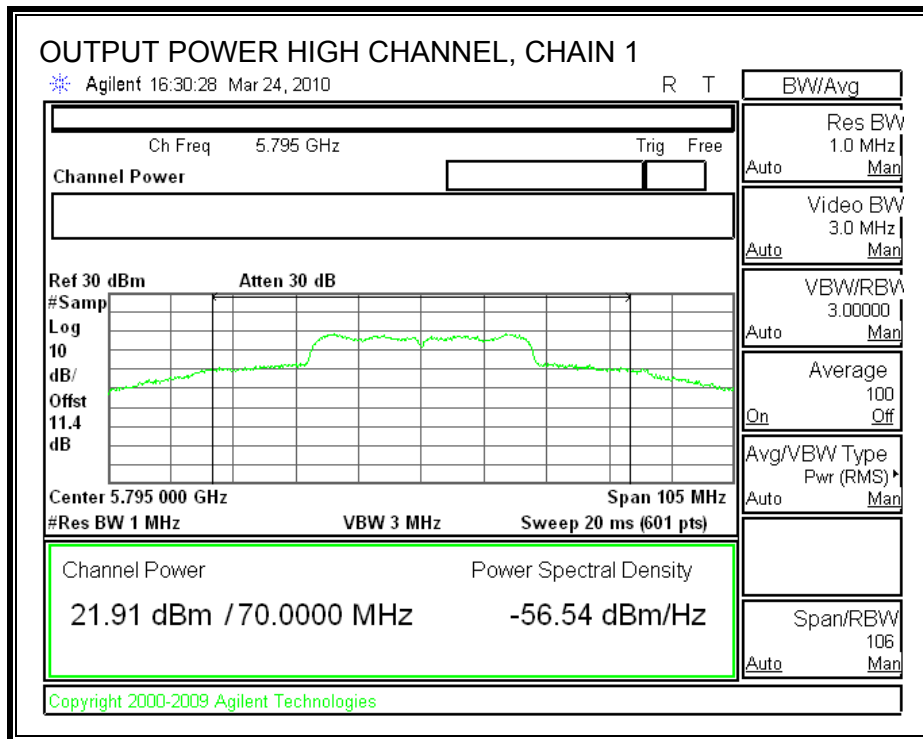 OUTPUT POWER HIGH CHANNEL, CHAIN 1
Agilent 16:30:28 Mar 24, 2010 R T
Ch Freq 5.795 GHz Trig Free
Channel Power
Ref 30 dBm Atten 30 dB
#Samp
Log
10
dB/
Offst
11.4
dB
Center 5.795 000 GHz Span 105 MHz
#Res BW 1 MHz VBW 3 MHz Sweep 20 ms (601 pts)
Channel Power Power Spectral Density
21.91 dBm / 70.0000 MHz -56.54 dBm/Hz
Copyright 2000-2009 Agilent Technologies
BW/Avg
Res BW
1.0 MHz
Auto Man
Video BW
3.0 MHz
Auto Man
VBW/RBW
3.00000
Auto Man
Average
100
On Off
Avg/VBW Type
Pwr (RMS)
Auto Man
Span/RBW
106
Auto Man